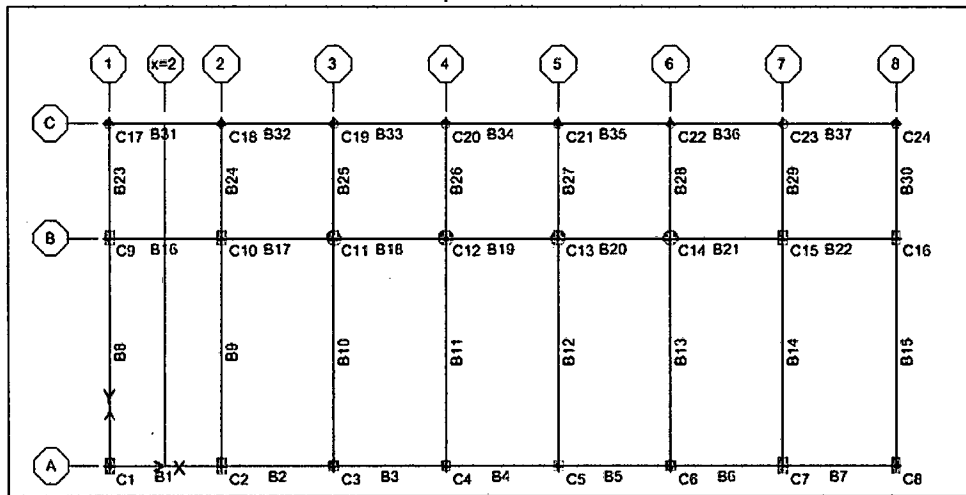 1 x=2 2 3 4 5 6 7 8
C
C17 B31 C18 B32 C19 B33 C20 B34 C21 B35 C22 B36 C23 B37 C24
B23 B24 B25 B26 B27 B28 B29 B30
B
C9 B16 C10 B17 C11 B18 C12 B19 C13 B20 C14 B21 C15 B22 C16
B8 B9 B10 B11 B12 B13 B14 B15
Y
A
X
C1 B1 C2 B2 C3 B3 C4 B4 C5 B5 C6 B6 C7 B7 C8